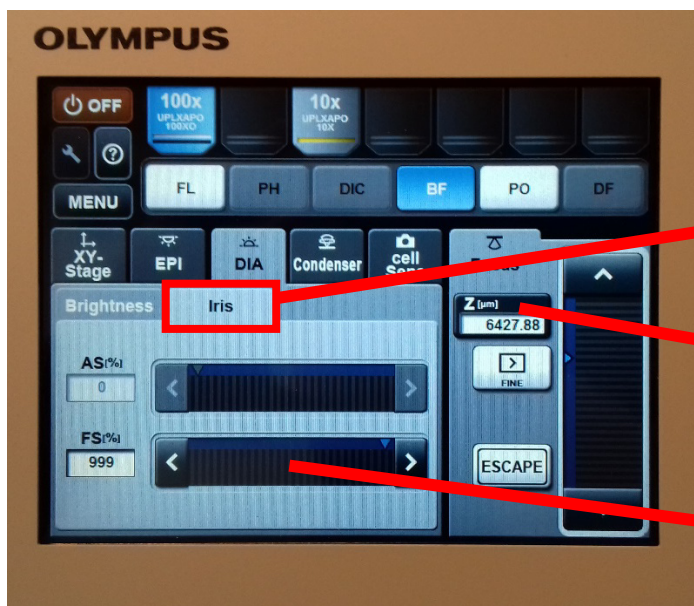 OLYMPUS
OFF
100x
UPLXAPO
100XO
10x
UPLXAPO
10X
?
MENU
FL
PH
DIC
BF
PO
DF
XY-
Stage
EPI
DIA
Condenser
cell
Brightness
Iris
Z [µm]
6427.88
AS[%]
0
FINE
FS[%]
999
ESCAPE